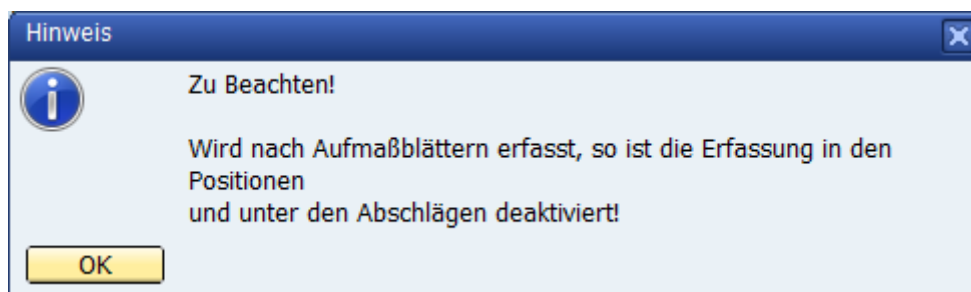 Hinweis
Zu Beachten!
Wird nach Aufmaßblättern erfasst, so ist die Erfassung in den
Positionen
und unter den Abschlägen deaktiviert!
OK